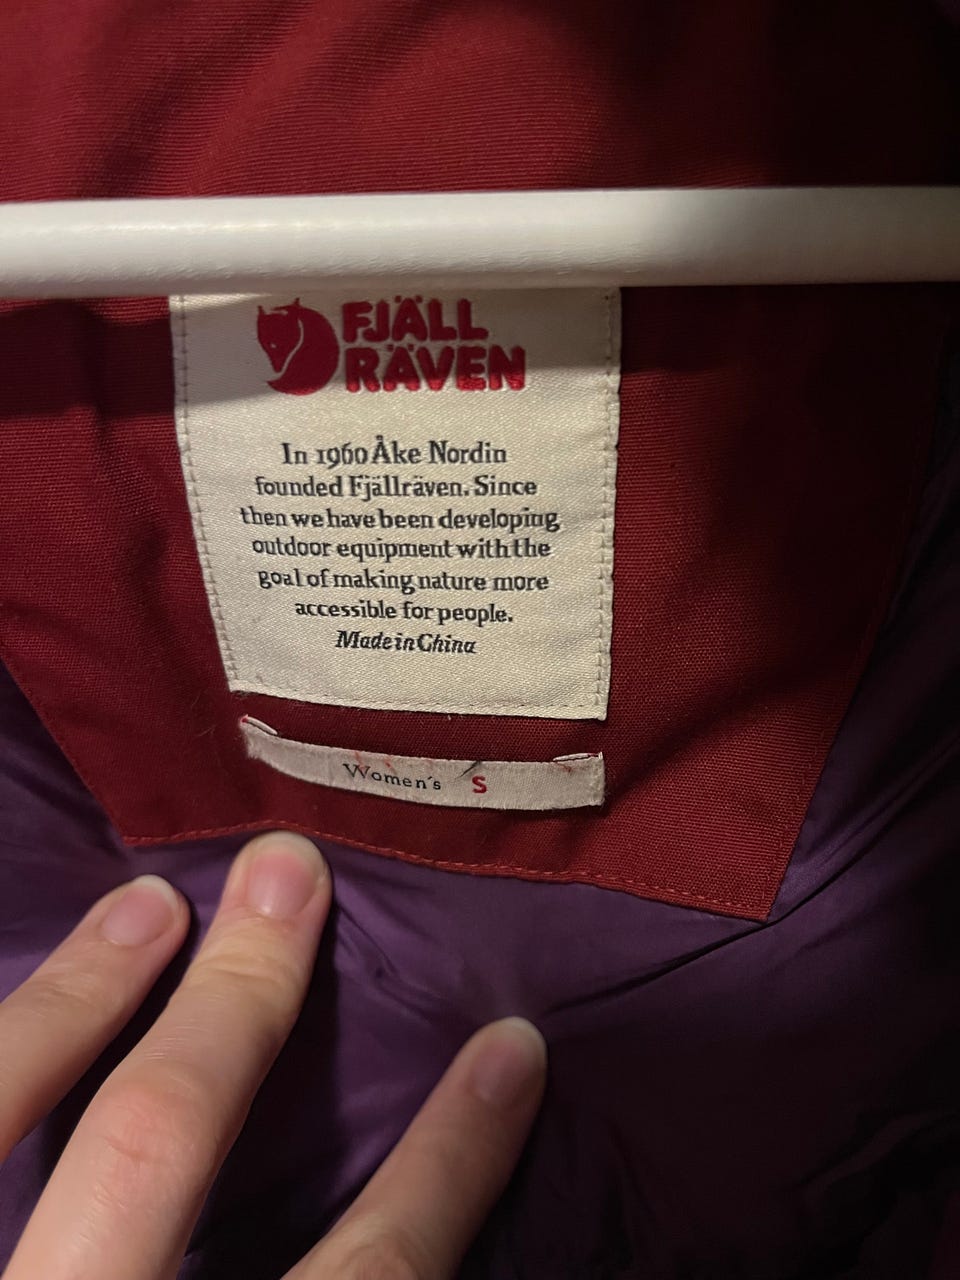 FJÄLL
RÄVEN
In 1960 Åke Nordin
founded Fjällräven. Since
then we have been developing
outdoor equipment with the
goal of making nature more
accessible for people.
Made in China
Women's S